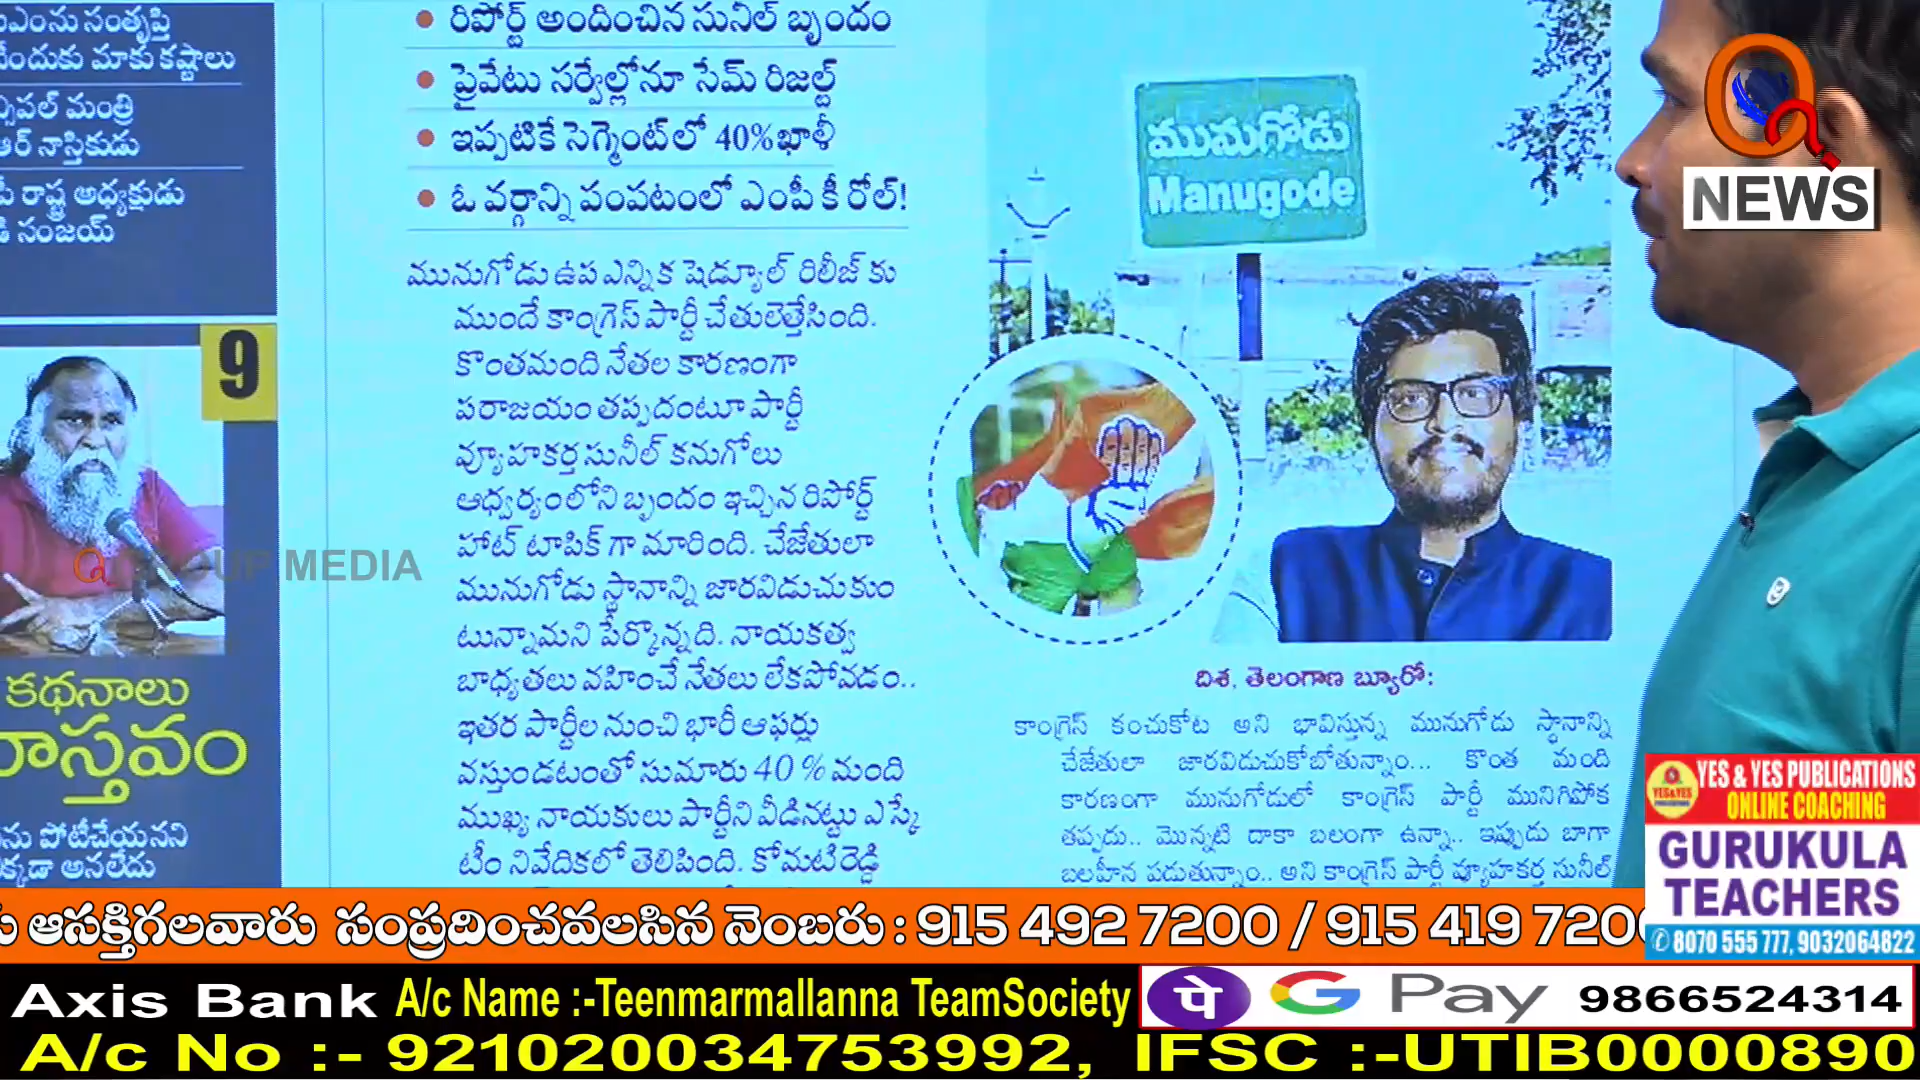 సంతృప్తి
మాకు కష్టాలు
మంత్రి
నాస్తికుడు
రాష్ట్ర అధ్యక్షుడు
సంజయ్
9
కథనాలు
పోటీచేయనని
అనలేదు
• రిపోర్ట్ అందించిన సునీల్ బృందం
• ప్రైవేటు సర్వేల్లోనూ సేమ్ రిజల్ట్
• ఇప్పటికే సెగ్మెంట్‌లో 40% ఖాళీ
• ఓ వర్గాన్ని పంపటంలో ఎంపీ కీ రోల్!
మునుగోడు ఉప ఎన్నిక షెడ్యూల్ రిలీజ్ కు
ముందే కాంగ్రెస్ పార్టీ చేతులెత్తేసింది.
కొంతమంది నేతల కారణంగా
పరాజయం తప్పదంటూ పార్టీ
వ్యూహకర్త సునీల్ కనుగోలు
ఆధ్వర్యంలోని బృందం ఇచ్చిన రిపోర్ట్
హాట్ టాపిక్ గా మారింది. చేజేతులా
మునుగోడు స్థానాన్ని జారవిడుచుకుం
టున్నామని పేర్కొన్నది. నాయకత్వ
బాధ్యతలు వహించే నేతలు లేకపోవడం..
ఇతర పార్టీల నుంచి భారీ ఆఫర్లు
వస్తుండటంతో సుమారు 40 % మంది
ముఖ్య నాయకులు పార్టీని వీడినట్టు ఎస్కే
టీం నివేదికలో తెలిపింది. కోమటిరెడ్డి
మునుగోడు
Manugode
దిశ, తెలంగాణ బ్యూరో:
కాంగ్రెస్ కంచుకోట అని భావిస్తున్న మునుగోడు స్థానాన్ని
చేజేతులా జారవిడుచుకోబోతున్నాం... కొంత మంది
కారణంగా మునుగోడులో కాంగ్రెస్ పార్టీ మునిగిపోక
తప్పదు.. మొన్నటి దాకా బలంగా ఉన్నా.. ఇప్పుడు బాగా
బలహీన పడుతున్నాం.. అని కాంగ్రెస్ పార్టీ వ్యూహకర్త సునీల్
Q
NEWS
Q GROUP MEDIA
YES & YES PUBLICATIONS
ONLINE COACHING
GURUKULA
TEACHERS
8070 555 777, 9032064822
ఆసక్తిగలవారు సంప్రదించవలసిన నెంబరు : 915 492 7200 / 915 419 720
Axis Bank A/c Name :-Teenmarmallanna TeamSociety
पे G Pay 9866524314
A/c No :- 921020034753992, IFSC :-UTIB0000890